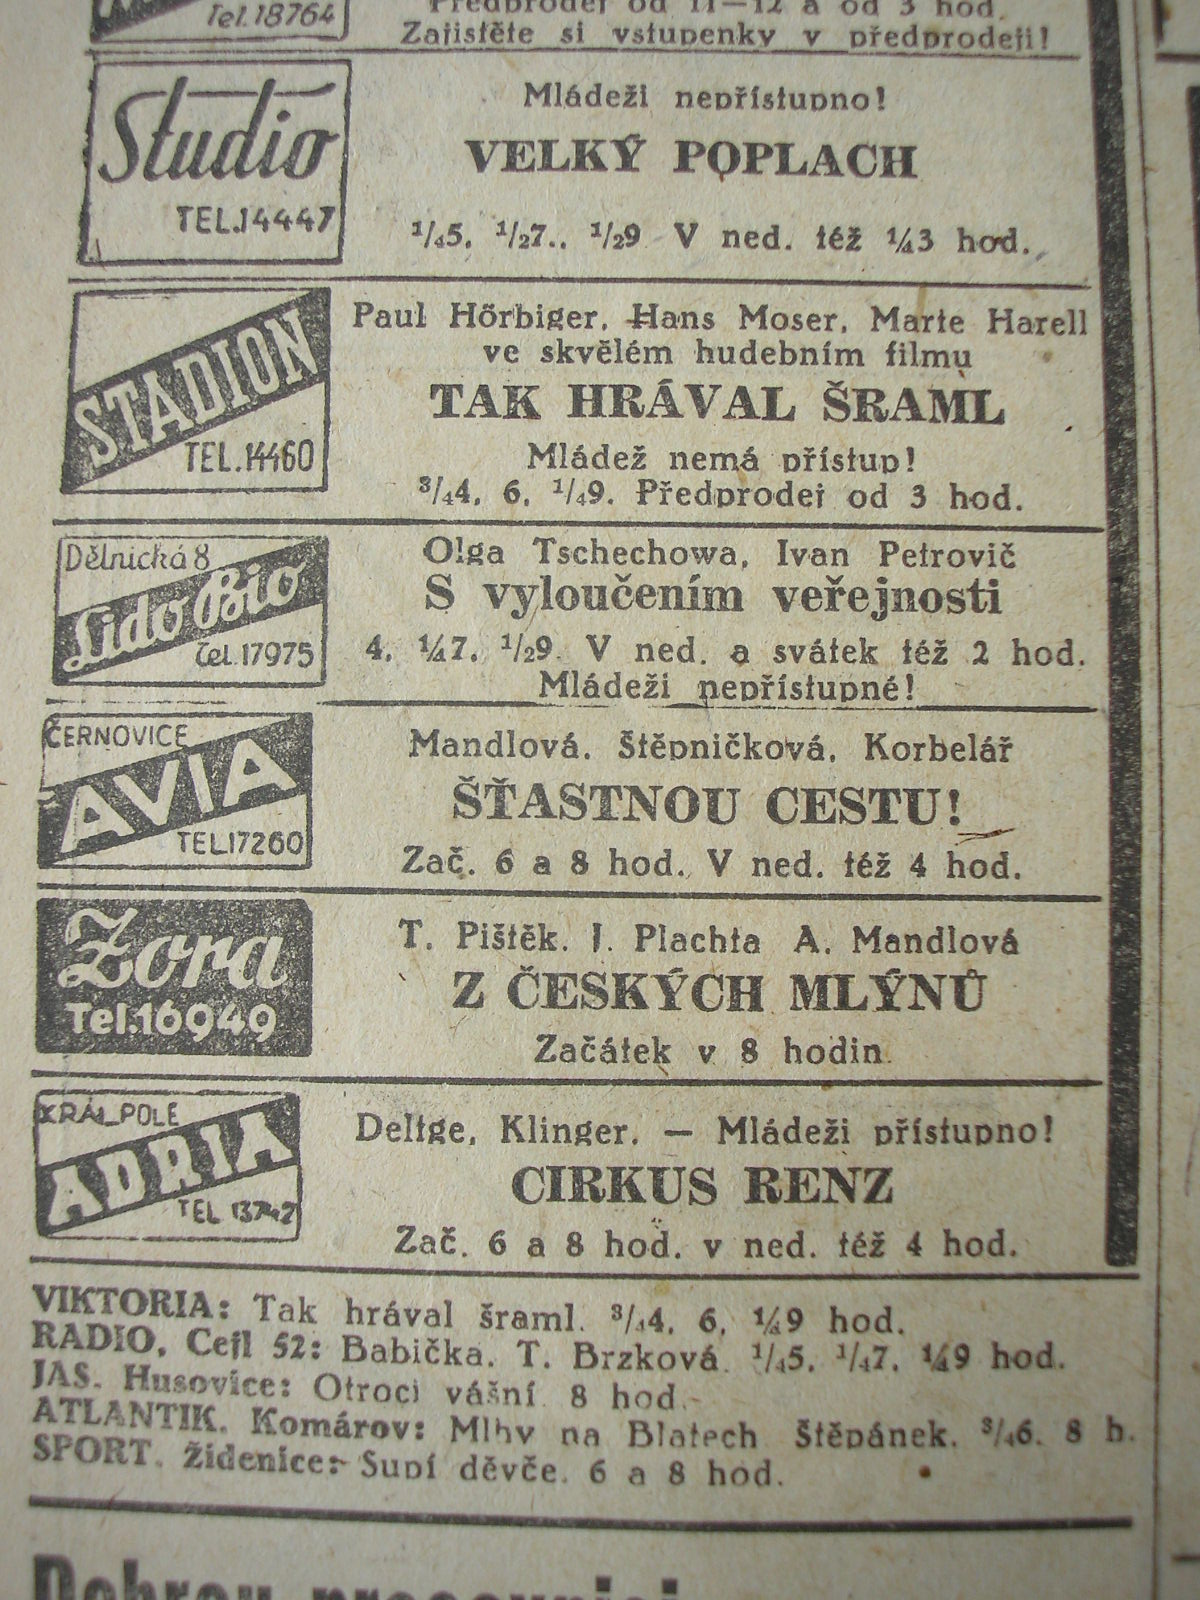 Tel.18764
Předprodej od 11—12 a od 3 hod.
Zajistěte si vstupenky v předprodeji!
Studio
TEL.14447
Mládeži nepřístupno!
VELKÝ POPLACH
¼5, ½7., ½9 V ned. též ¼3 hod.
STADION
TEL.14460
Paul Hörbiger, Hans Moser, Marte Harell
ve skvělém hudebním filmu
TAK HRÁVAL ŠRAML
Mládež nemá přístup!
¾4, 6, ¼9. Předprodej od 3 hod.
Dělnická 8
Lido Bio
čel.17975
Olga Tschechowa, Ivan Petrovič
S vyloučením veřejnosti
4, ¼7, ½9 V ned. a svátek též 2 hod.
Mládeži nepřístupné!
ČERNOVICE
AVIA
TEL.17260
Mandlová, Štěpničková, Korbelář
ŠŤASTNOU CESTU!
Zač. 6 a 8 hod. V ned. též 4 hod.
Zora
Tel.16949
T. Pištěk, J. Plachta A. Mandlová
Z ČESKÝCH MLÝNŮ
Začátek v 8 hodin
KRÁL.POLE
ADRIA
TEL 13742
Deltge, Klinger. — Mládeži přístupno!
CIRKUS RENZ
Zač. 6 a 8 hod. v ned. též 4 hod.
VIKTORIA: Tak hrával šraml. ¾4, 6, ¼9 hod.
RADIO, Cejl 52: Babička. T. Brzková ¼5, ¼7, ¼9 hod.
JAS. Husovice: Otroci vášní 8 hod.
ATLANTIK, Komárov: Mlhy na Blatech Štěpánek. ¾6, 8 h.
SPORT. Židenice: Supí děvče. 6 a 8 hod.